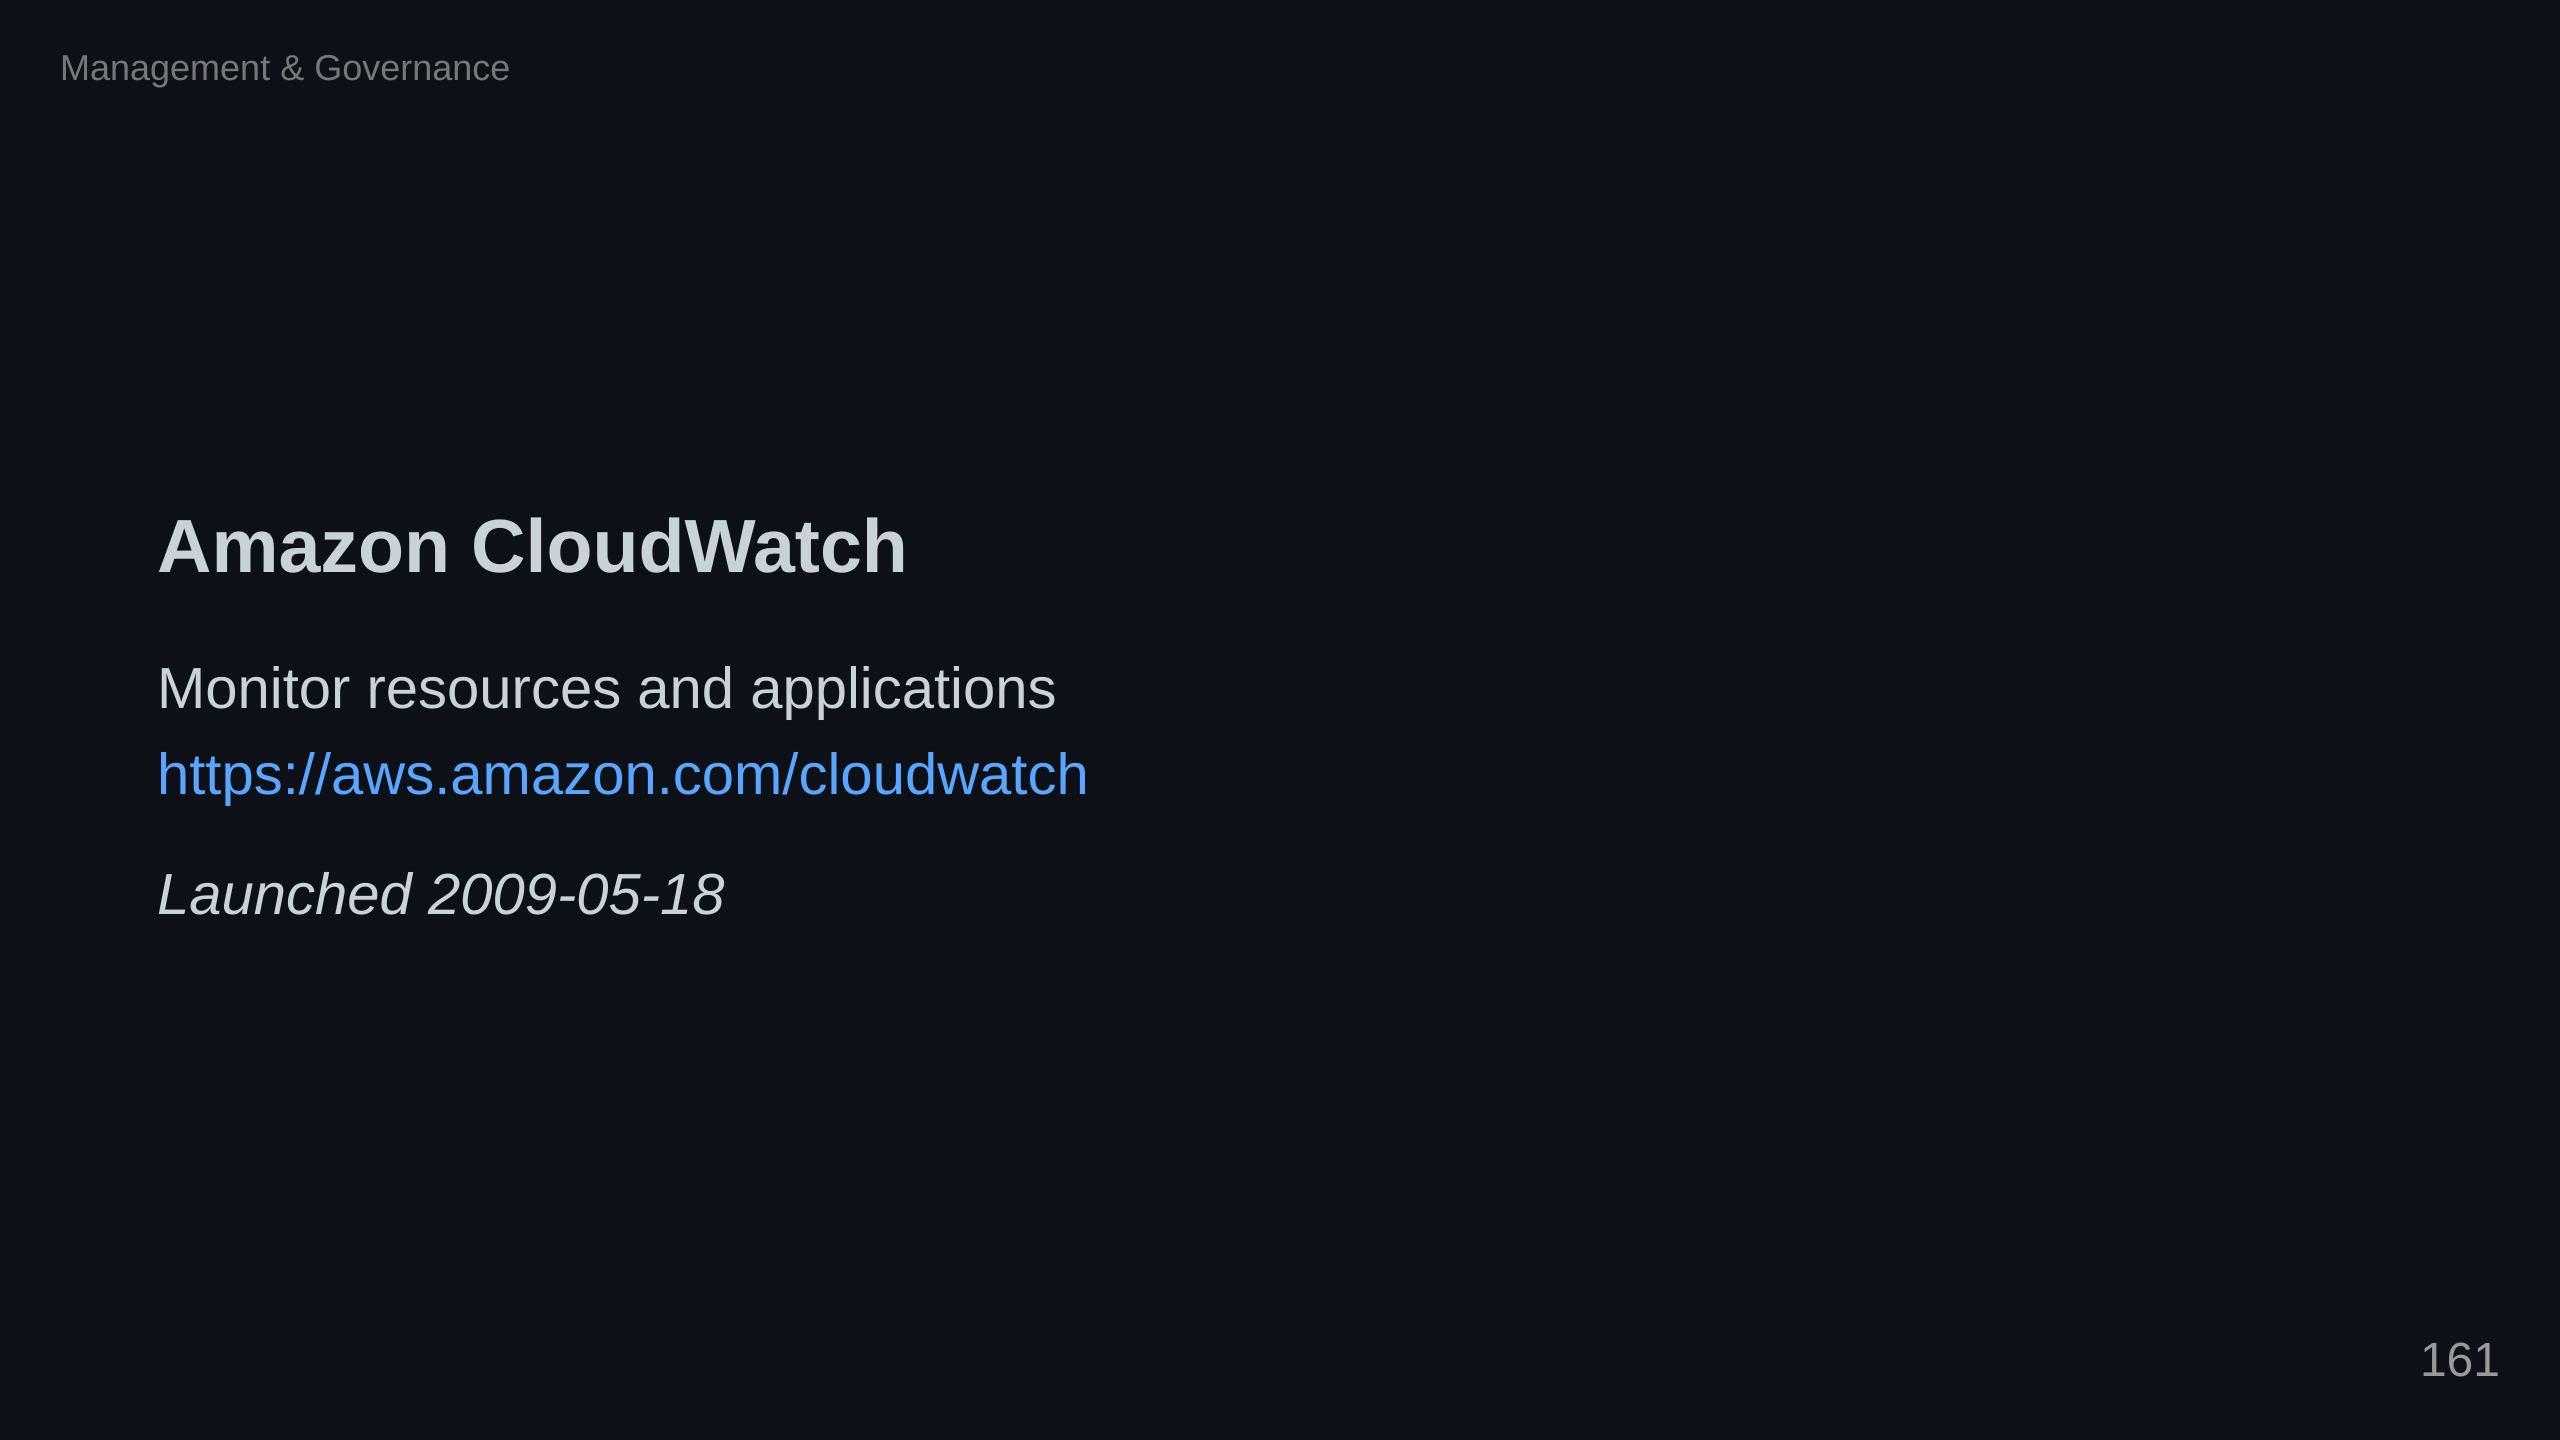 Management & Governance
Amazon CloudWatch
Monitor resources and applications
https://aws.amazon.com/cloudwatch
Launched 2009-05-18
161